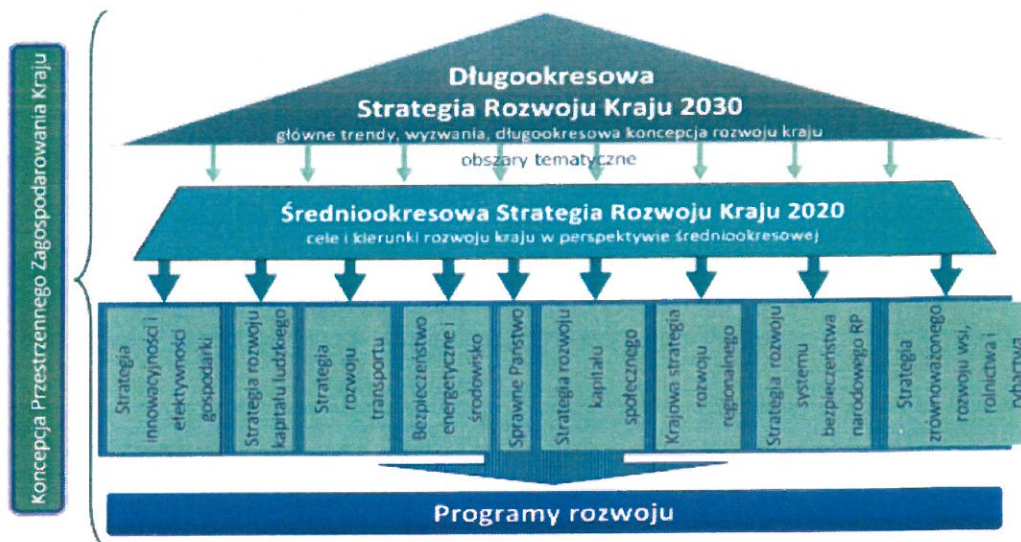 Koncepcja Przestrzennego Zagospodarowania Kraju
Długookresowa
Strategia Rozwoju Kraju 2030
główne trendy, wyzwania, długookresowa koncepcja rozwoju kraju
obszary tematyczne
Średniookresowa Strategia Rozwoju Kraju 2020
cele i kierunki rozwoju kraju w perspektywie średniookresowej
Strategia
innowacyjności i
efektywności
gospodarki
Strategia rozwoju
kapitału ludzkiego
Strategia
rozwoju
transportu
Bezpieczeństwo
energetyczne i
środowisko
Sprawne Państwo
Strategia rozwoju
kapitału
społecznego
Krajowa strategia
rozwoju
regionalnego
Strategia rozwoju
systemu
bezpieczeństwa
narodowego RP
Strategia
zrównoważonego
rozwoju wsi,
rolnictwa i
rybactwa
Programy rozwoju